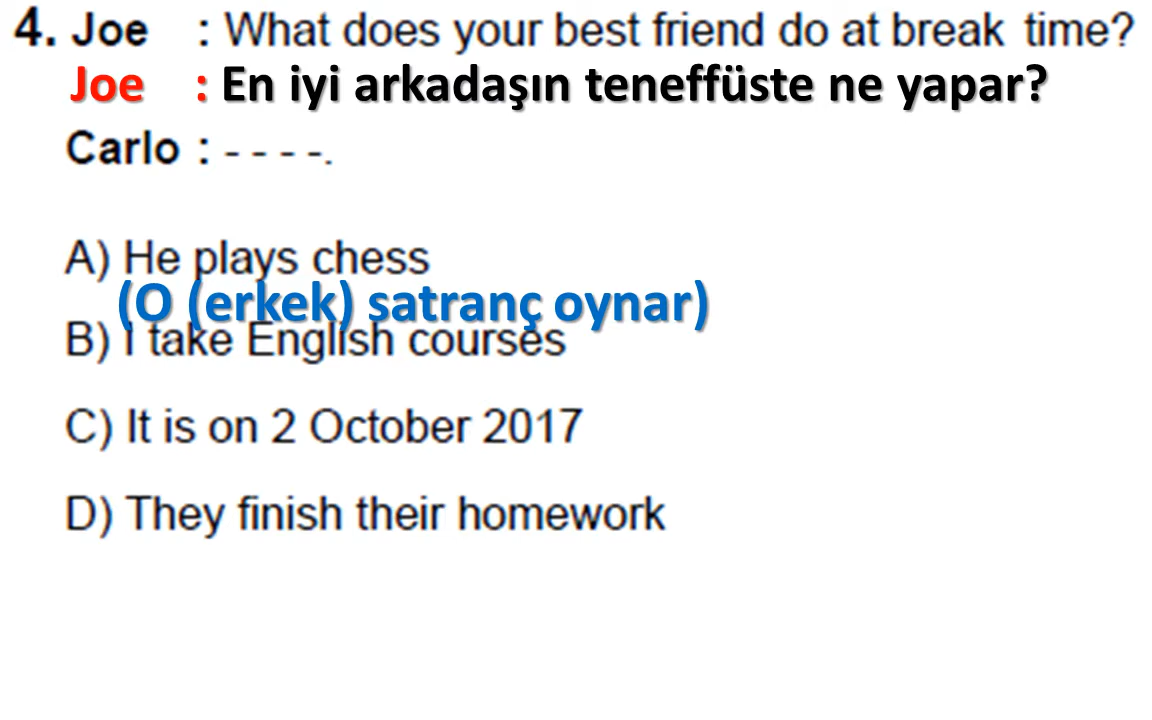 4. Joe : What does your best friend do at break time?
Joe : En iyi arkadaşın teneffüste ne yapar?
Carlo : - - - -.
A) He plays chess
(O (erkek) satranç oynar)
B) I take English courses
C) It is on 2 October 2017
D) They finish their homework